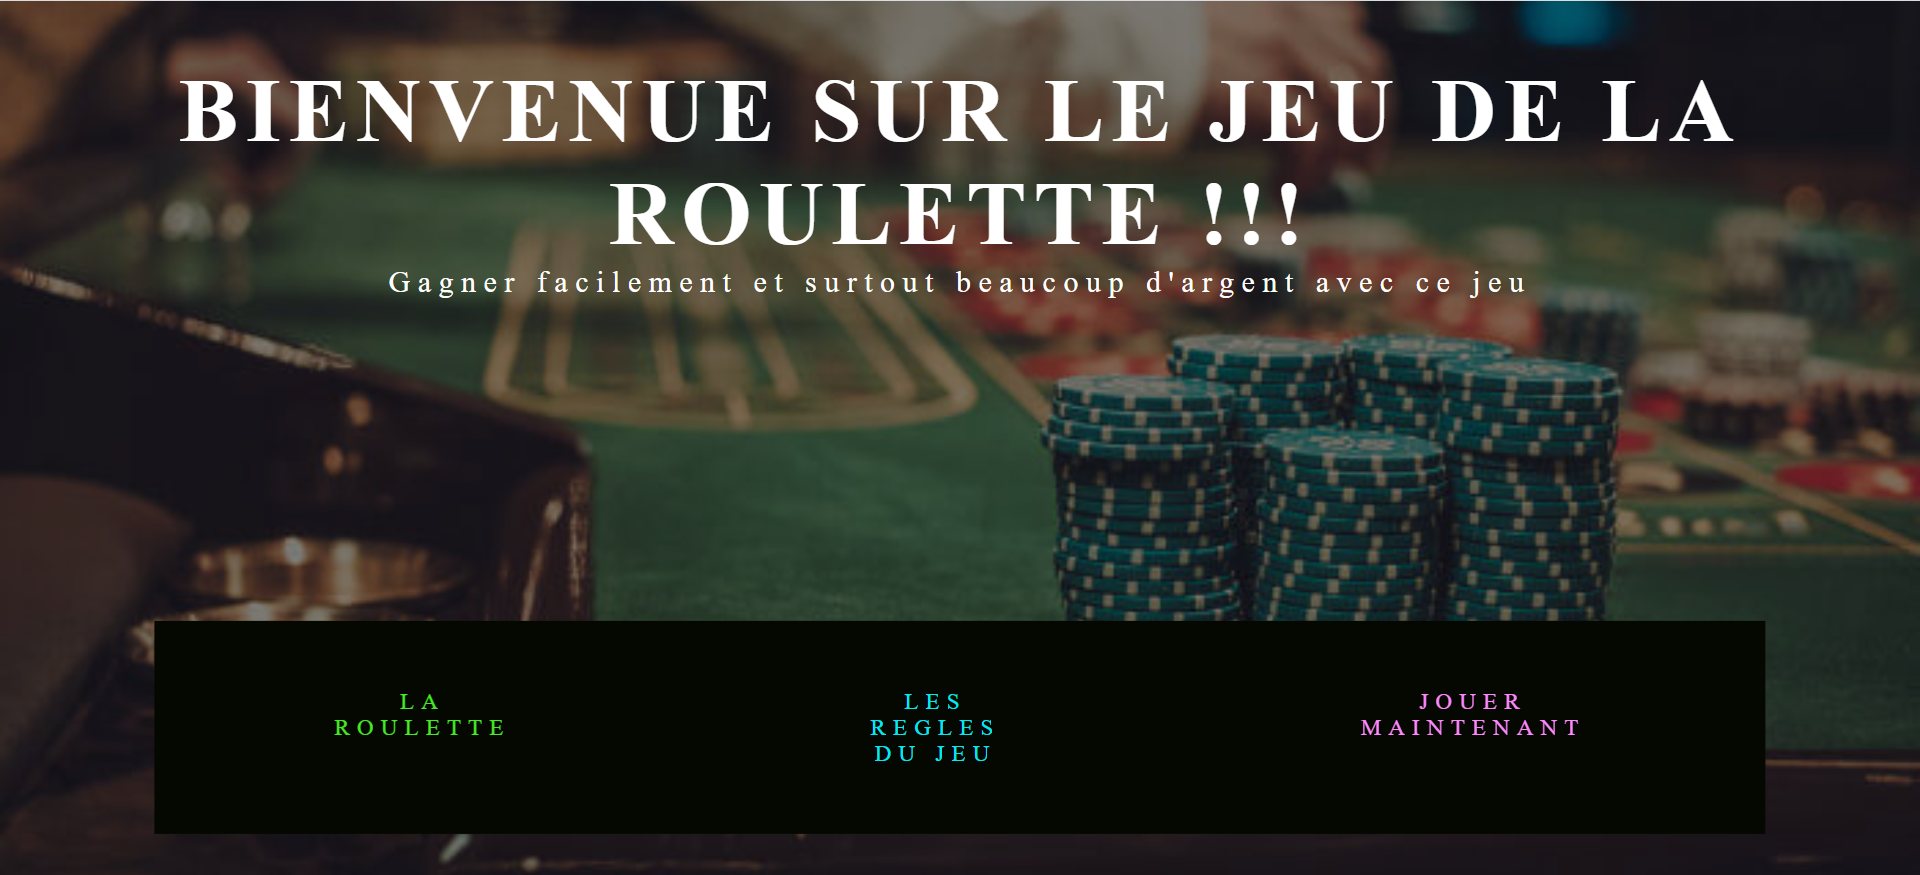 BIENVENUE SUR LE JEU DE LA
ROULETTE !!!
Gagner facilement et surtout beaucoup d'argent avec ce jeu
LA
ROULETTE
LES
REGLES
DU JEU
JOUER
MAINTENANT